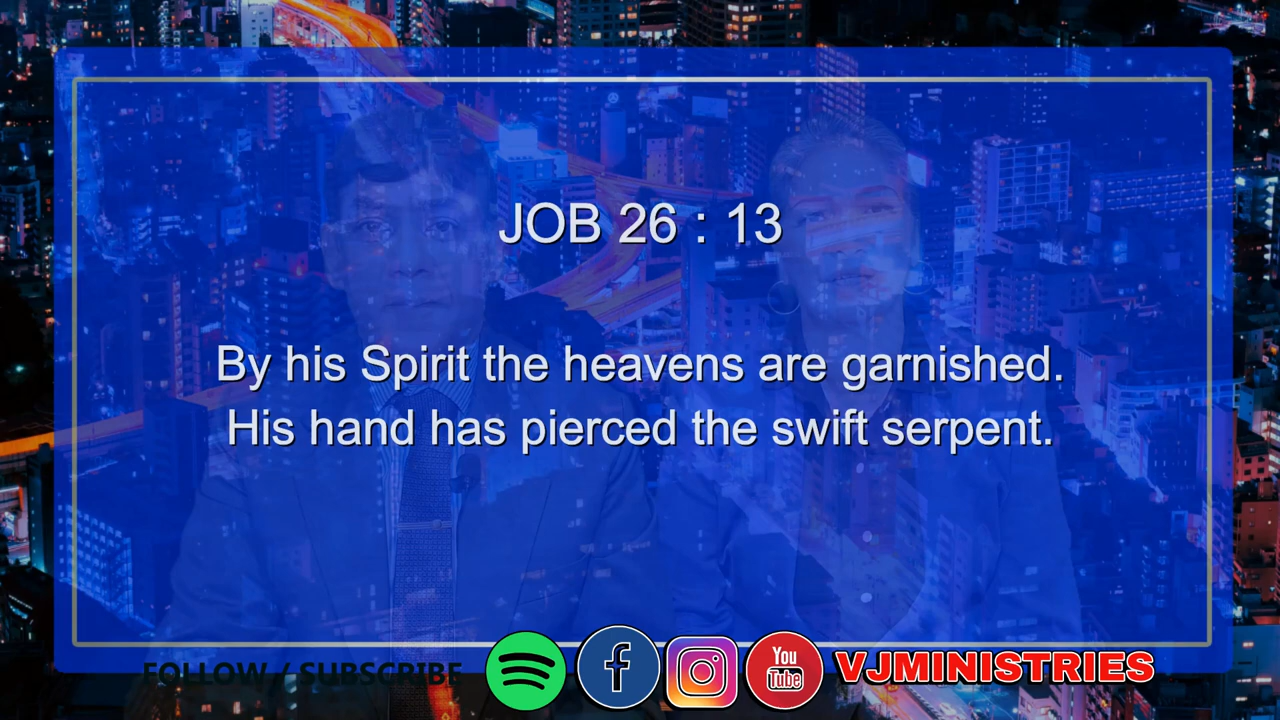 JOB 26 : 13
By his Spirit the heavens are garnished.
His hand has pierced the swift serpent.
FOLLOW / SUBSCRIBE
You
Tube
VJMINISTRIES